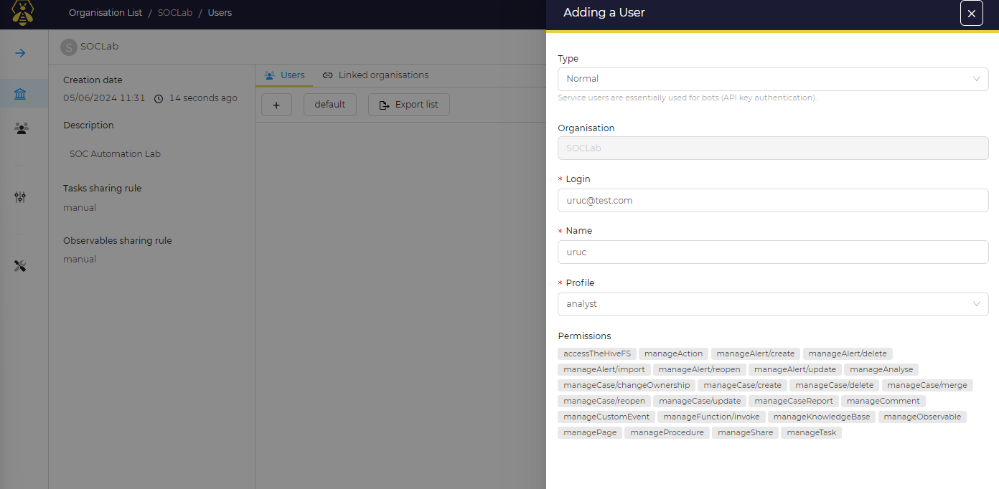 Organisation List / SOCLab / Users
Adding a User
S SOCLab
Creation date
05/06/2024 11:31 14 seconds ago
Description
SOC Automation Lab
Tasks sharing rule
manual
Observables sharing rule
manual
Users Linked organisations
+ default Export list
Type
Normal
Service users are essentially used for bots (API key authentication).
Organisation
SOCLab
* Login
uruc@test.com
* Name
uruc
* Profile
analyst
Permissions
accessTheHiveFS manageAction manageAlert/create manageAlert/delete
manageAlert/import manageAlert/reopen manageAlert/update manageAnalyse
manageCase/changeOwnership manageCase/create manageCase/delete manageCase/merge
manageCase/reopen manageCase/update manageCaseReport manageComment
manageCustomEvent manageFunction/invoke manageKnowledgeBase manageObservable
managePage manageProcedure manageShare manageTask